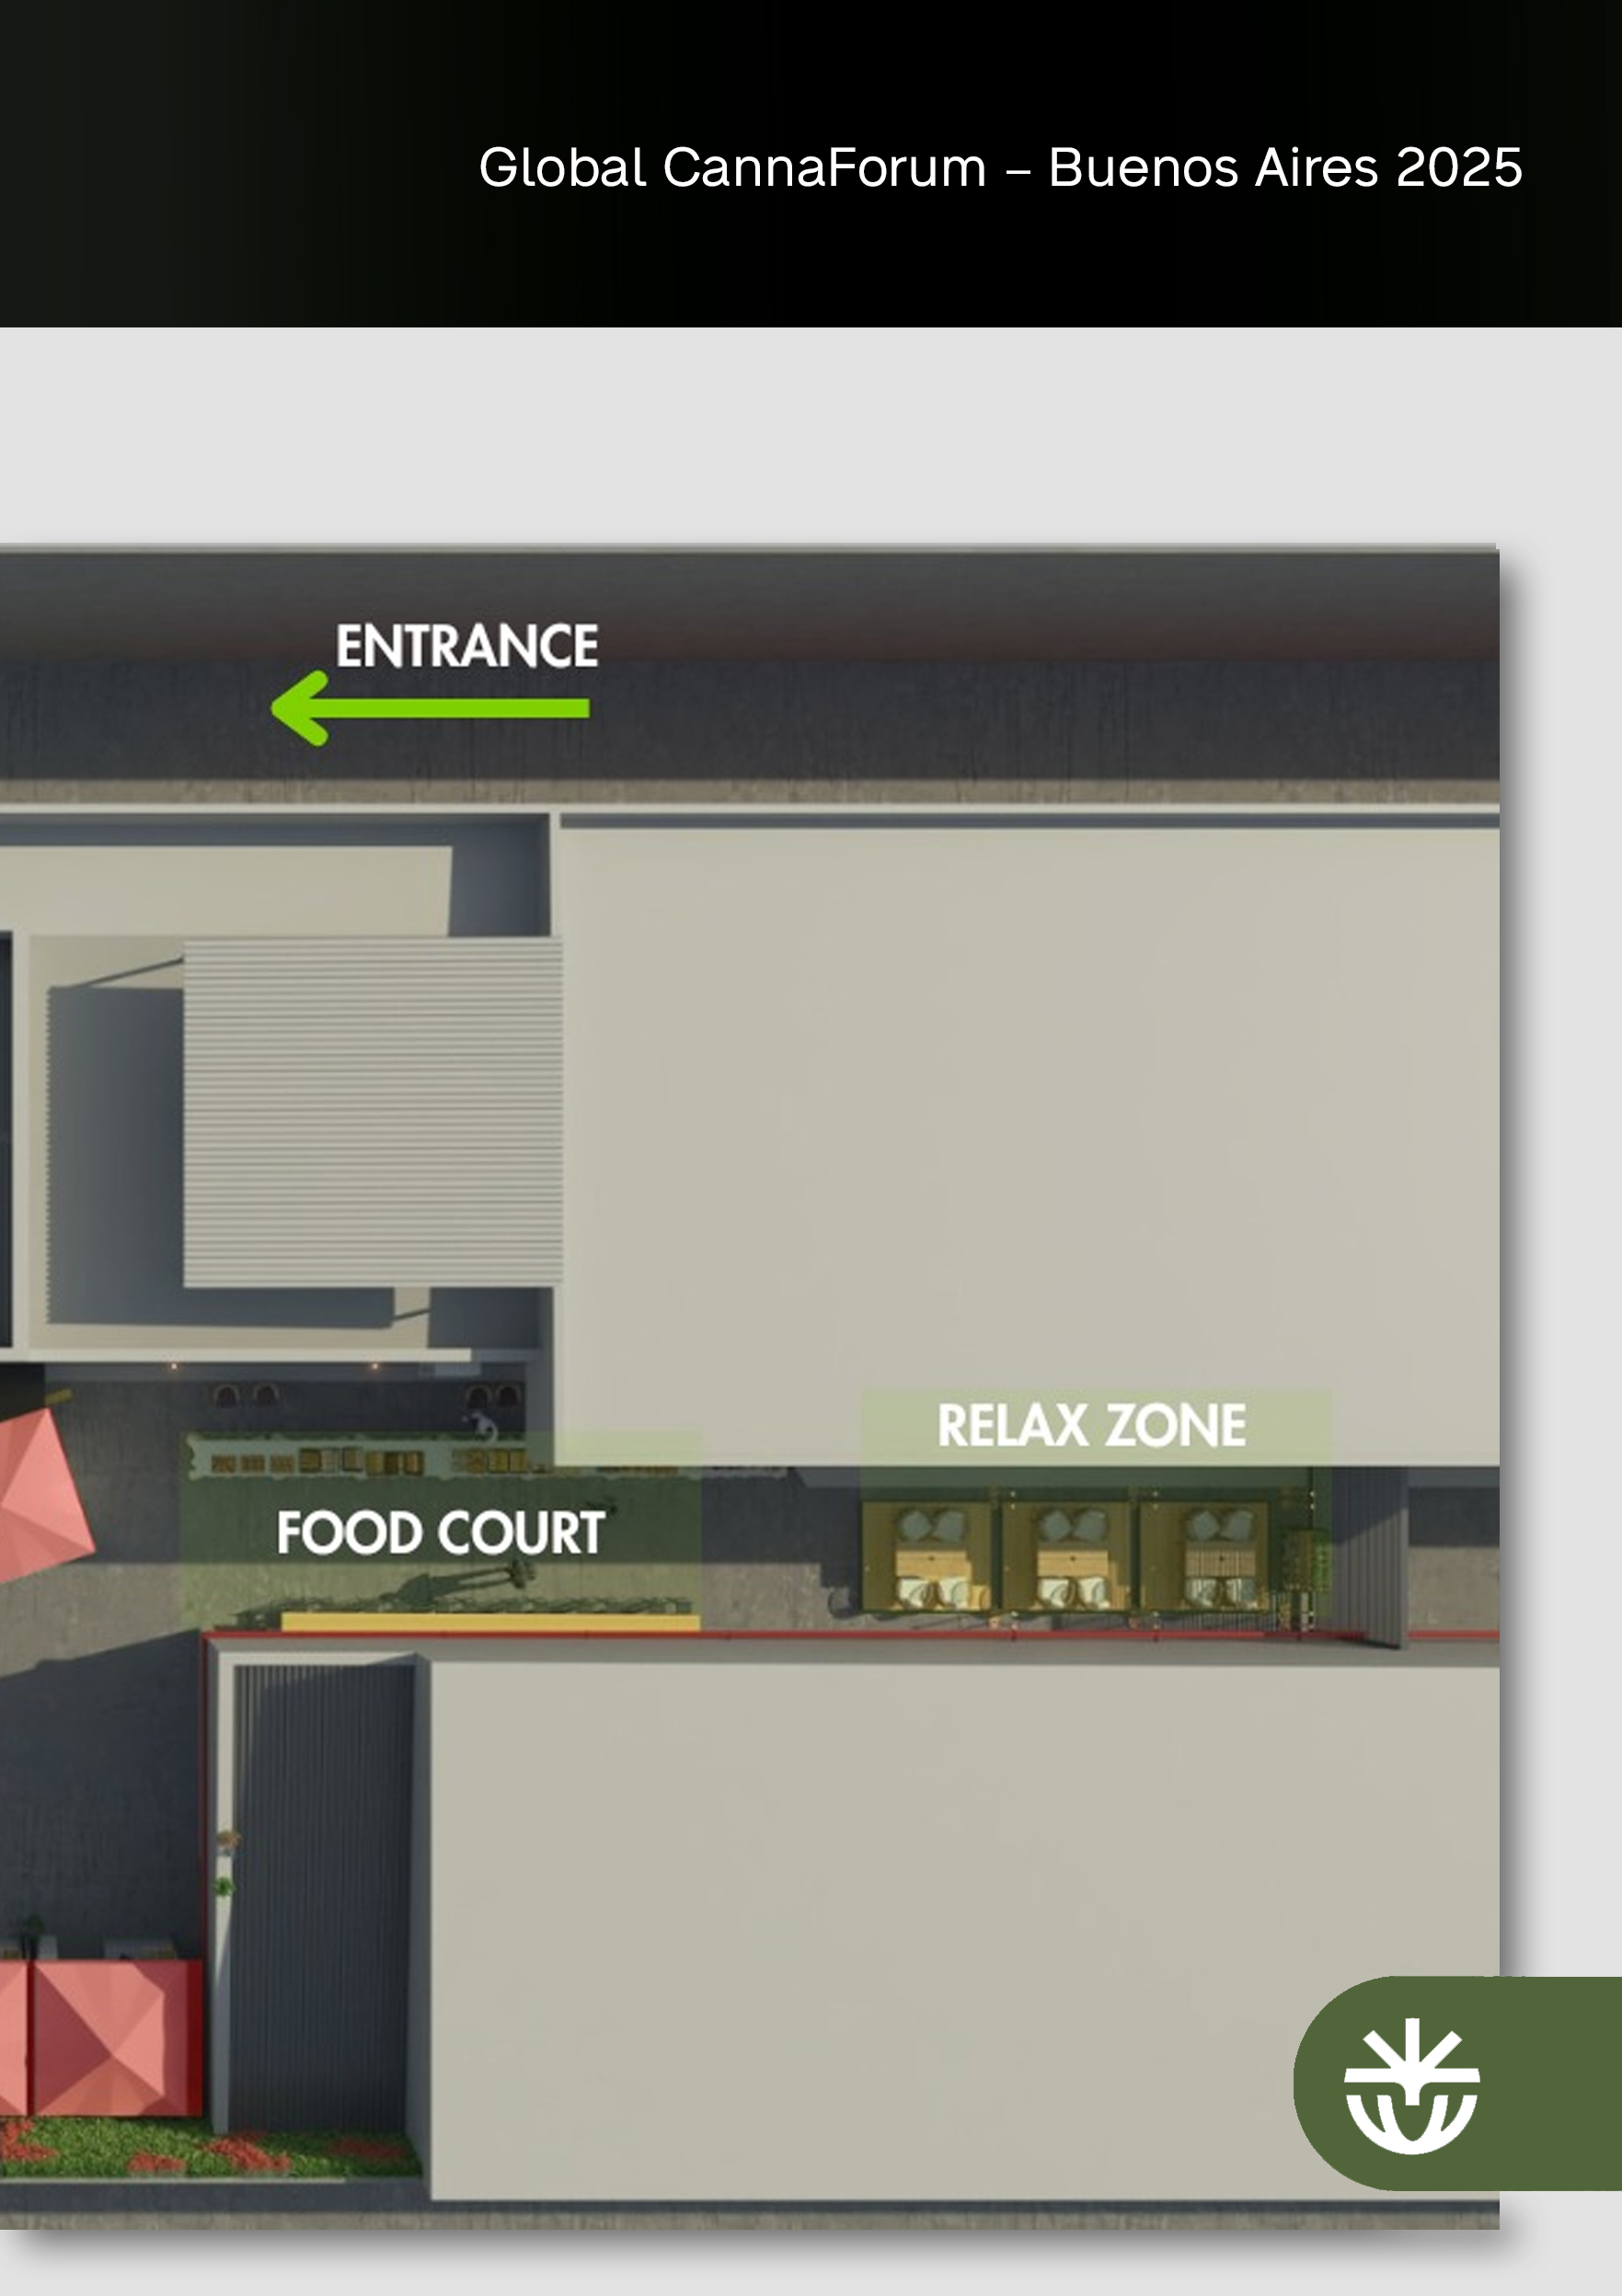 Global CannaForum – Buenos Aires 2025
ENTRANCE
RELAX ZONE
FOOD COURT